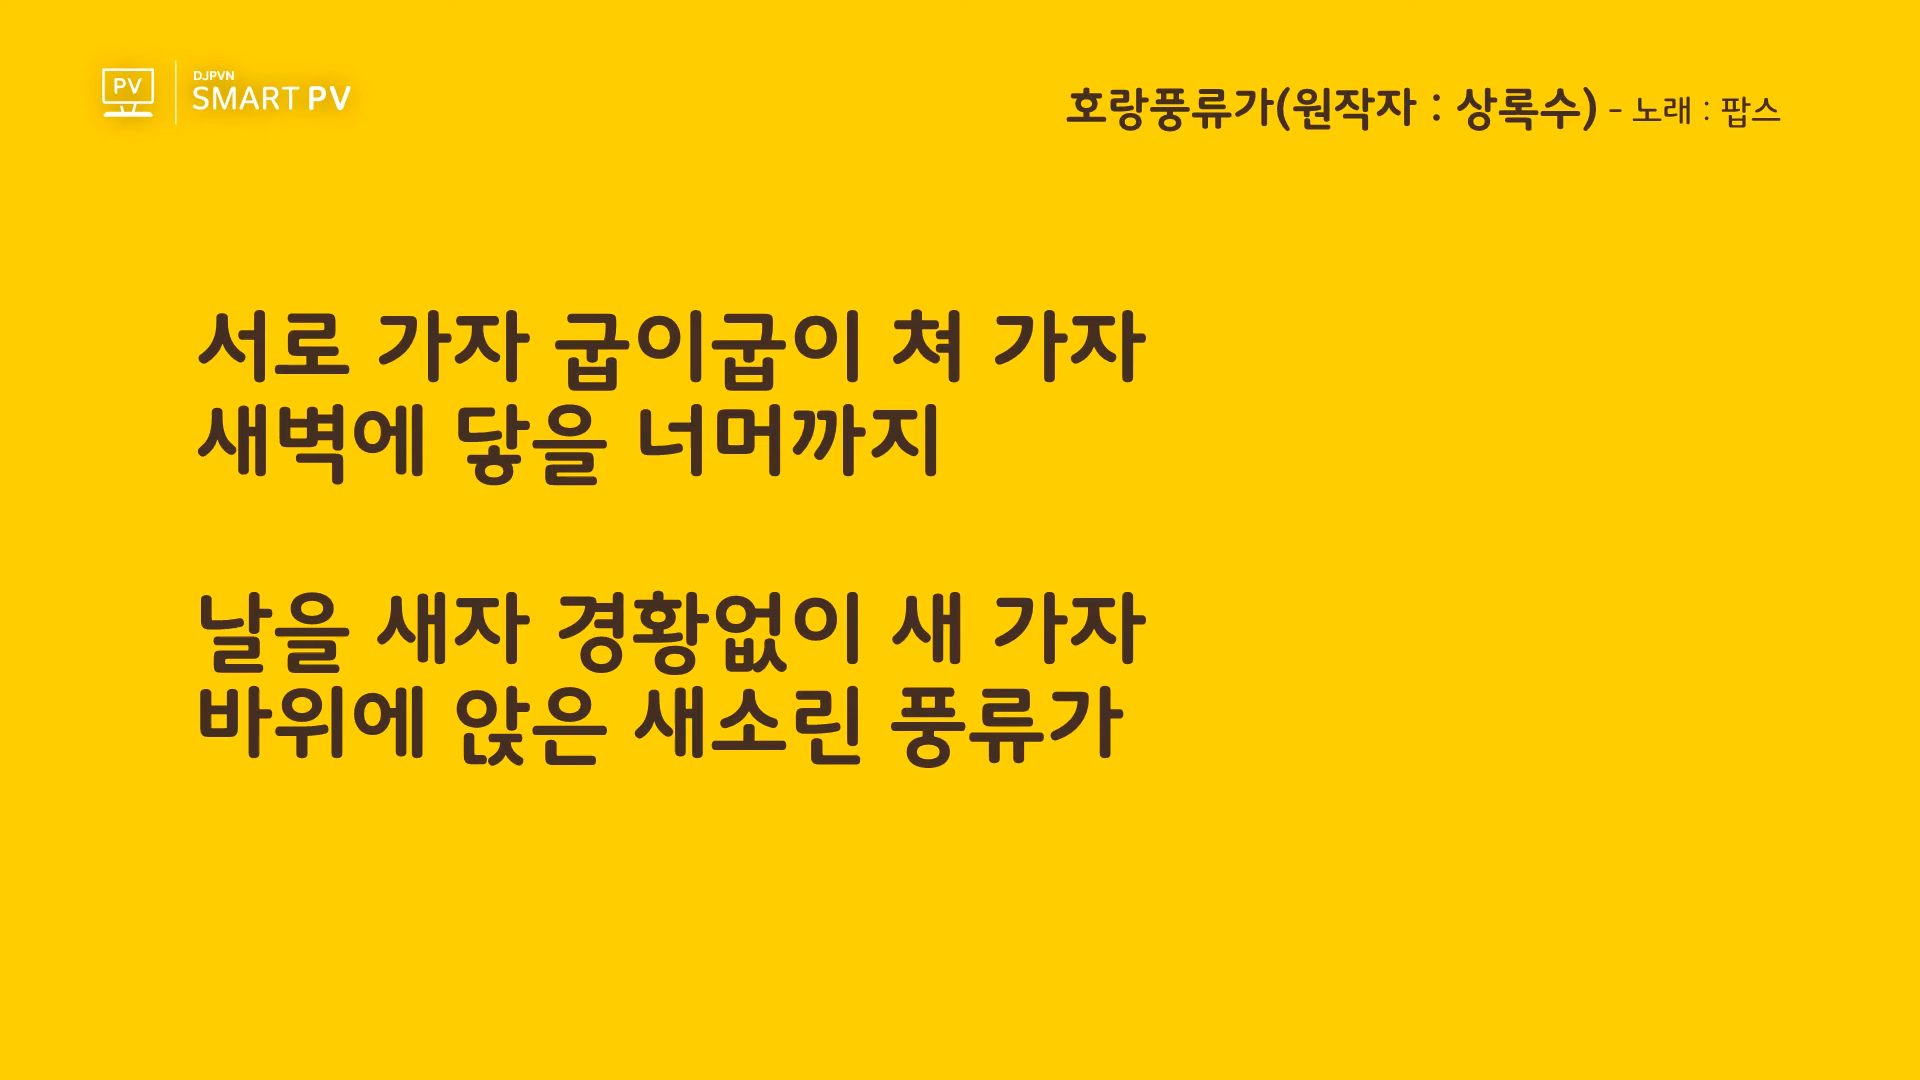 PV
DJPVN
SMART PV
호랑풍류가(원작자 : 상록수) - 노래 : 팝스
서로 가자 굽이굽이 쳐 가자
새벽에 닿을 너머까지
날을 새자 경황없이 새 가자
바위에 앉은 새소린 풍류가